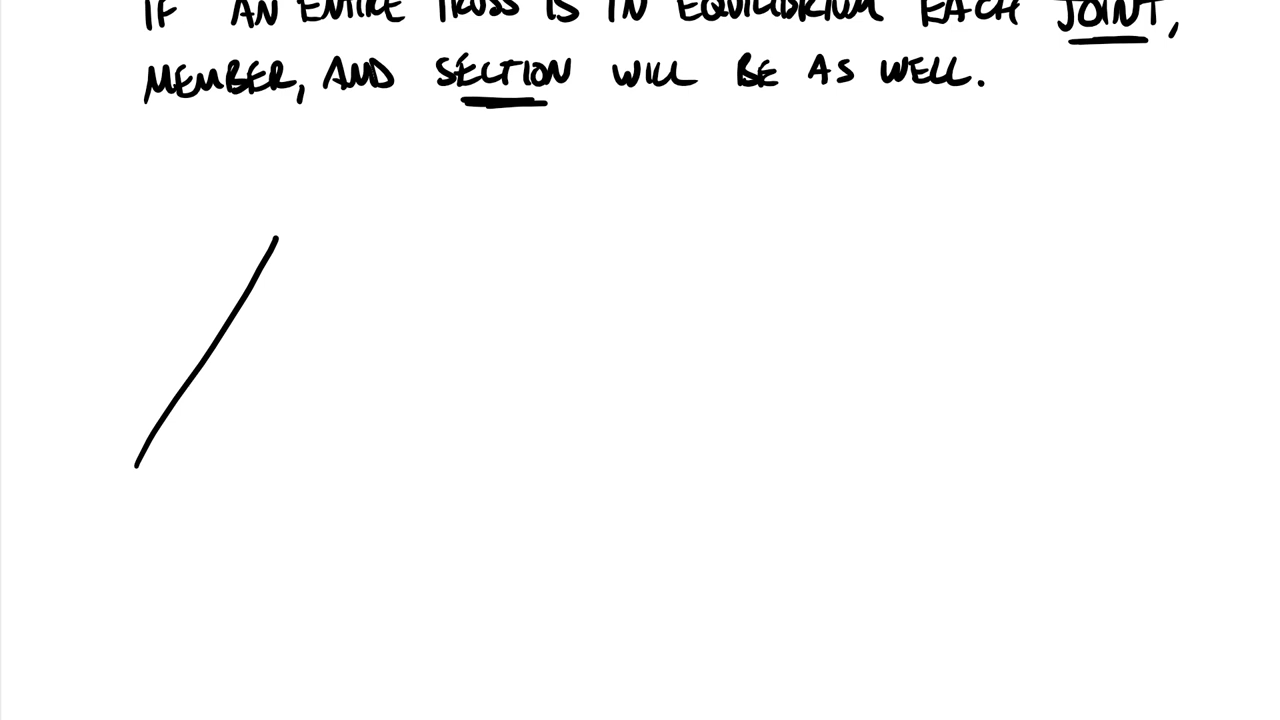 IF AN ENTIRE TRUSS IS IN EQUILIBRIUM EACH JOINT,
MEMBER, AND SECTION WILL BE AS WELL.